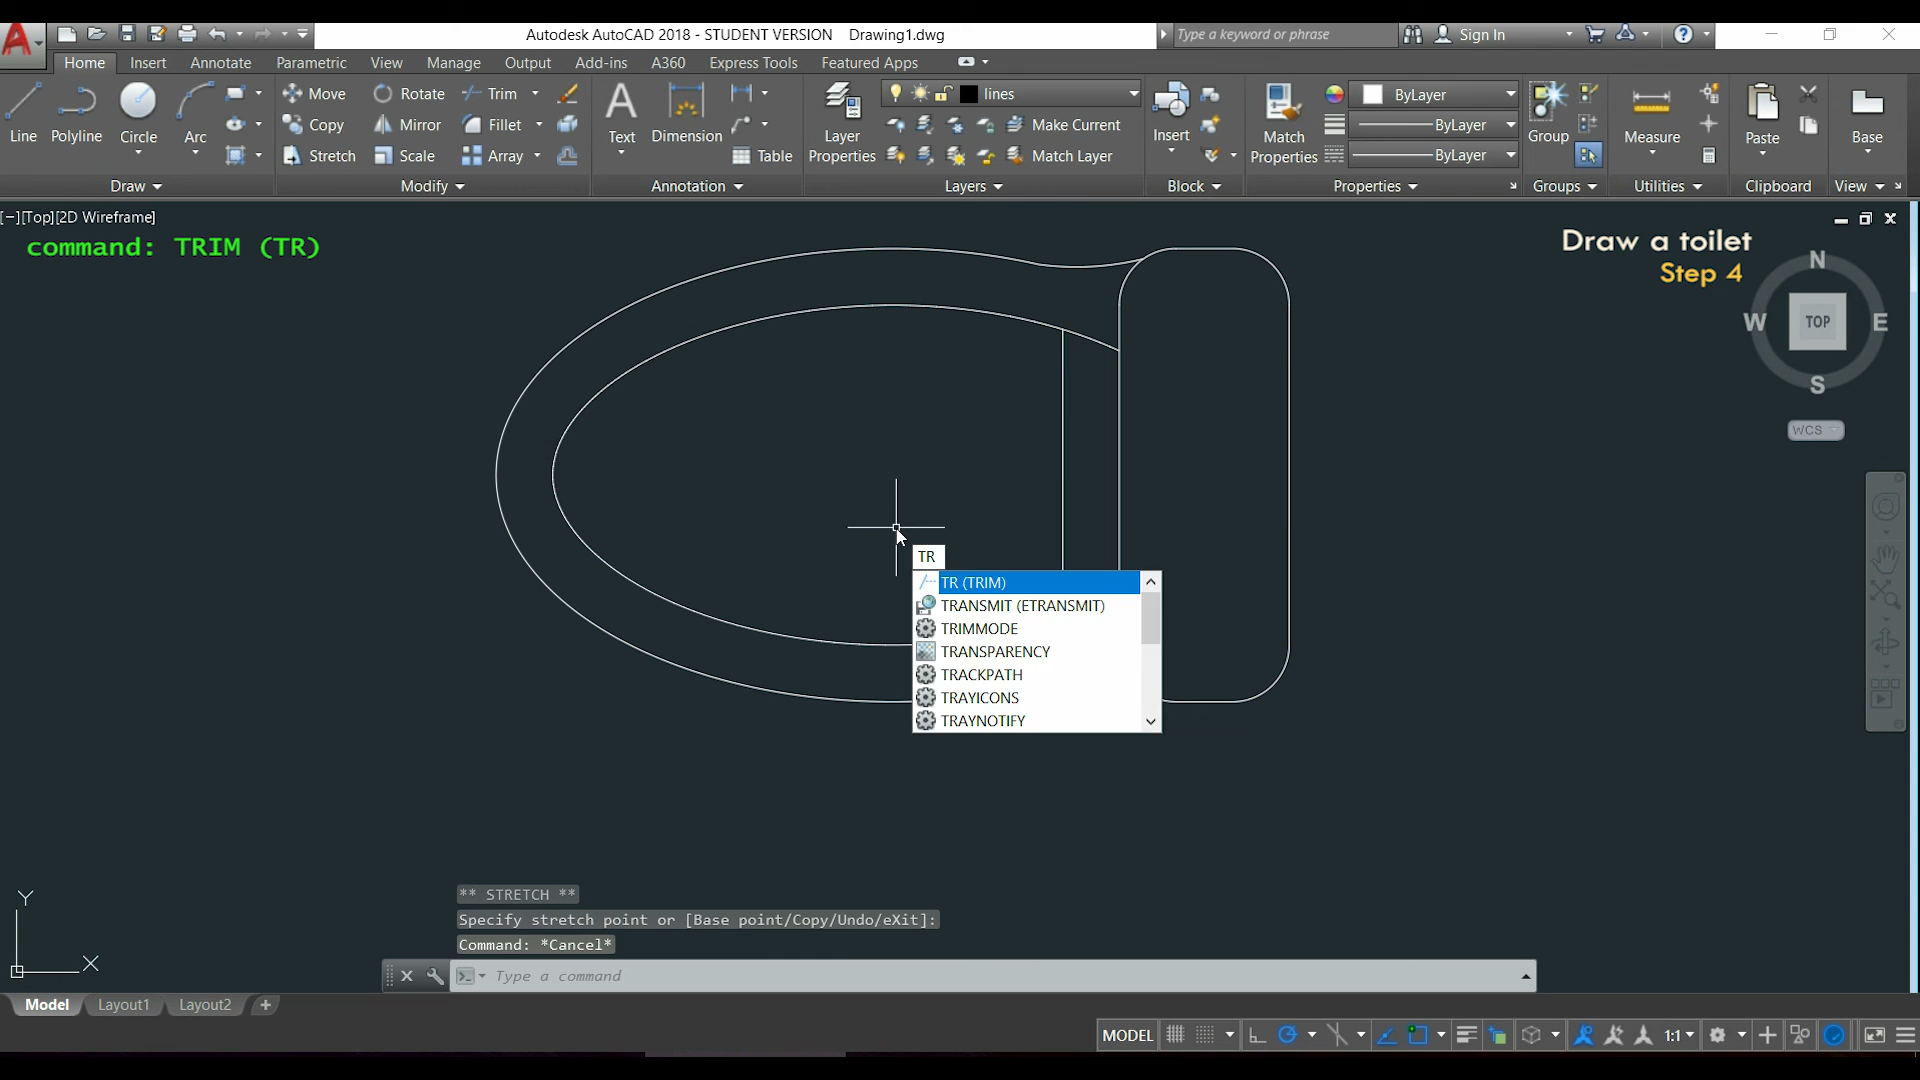 Autodesk AutoCAD 2018 - STUDENT VERSION Drawing1.dwg
Type a keyword or phrase
Sign In
Home Insert Annotate Parametric View Manage Output Add-ins A360 Express Tools Featured Apps
Line Polyline Circle Arc
Move Rotate Trim
Copy Mirror Fillet
Stretch Scale Array
Text Dimension Table
Layer Properties
lines
Make Current
Match Layer
Insert
Match Properties
ByLayer
ByLayer
ByLayer
Group Measure Paste Base
Draw Modify Annotation Layers Block Properties Groups Utilities Clipboard View
[−][Top][2D Wireframe]
command: TRIM (TR)
Draw a toilet
Step 4
N
W TOP E
S
WCS
TR
TR (TRIM)
TRANSMIT (ETRANSMIT)
TRIMMODE
TRANSPARENCY
TRACKPATH
TRAYICONS
TRAYNOTIFY
Y
X
** STRETCH **
Specify stretch point or [Base point/Copy/Undo/eXit]:
Command: *Cancel*
Type a command
Model Layout1 Layout2 +
MODEL 1:1